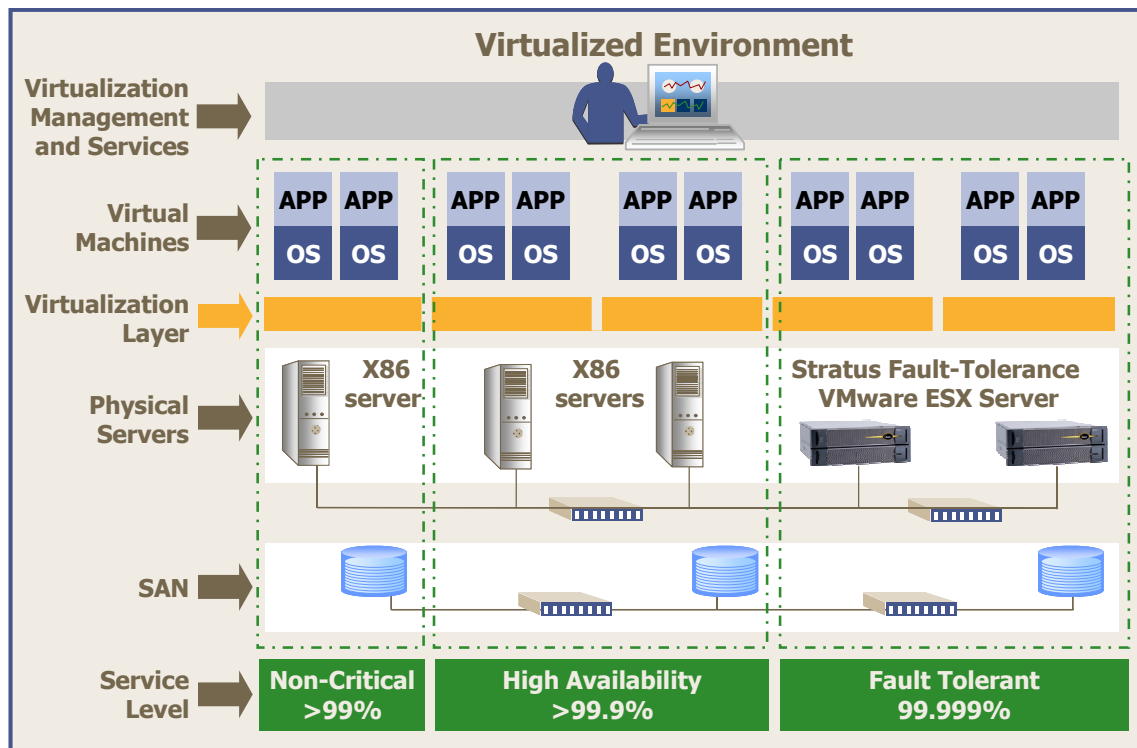 Virtualized Environment
Virtualization
Management
and Services
Virtual
Machines
APP APP APP APP APP APP APP APP APP APP
OS OS OS OS OS OS OS OS OS OS
Virtualization
Layer
Physical
Servers
X86
server
X86
servers
Stratus Fault-Tolerance
VMware ESX Server
SAN
Service
Level
Non-Critical
>99%
High Availability
>99.9%
Fault Tolerant
99.999%